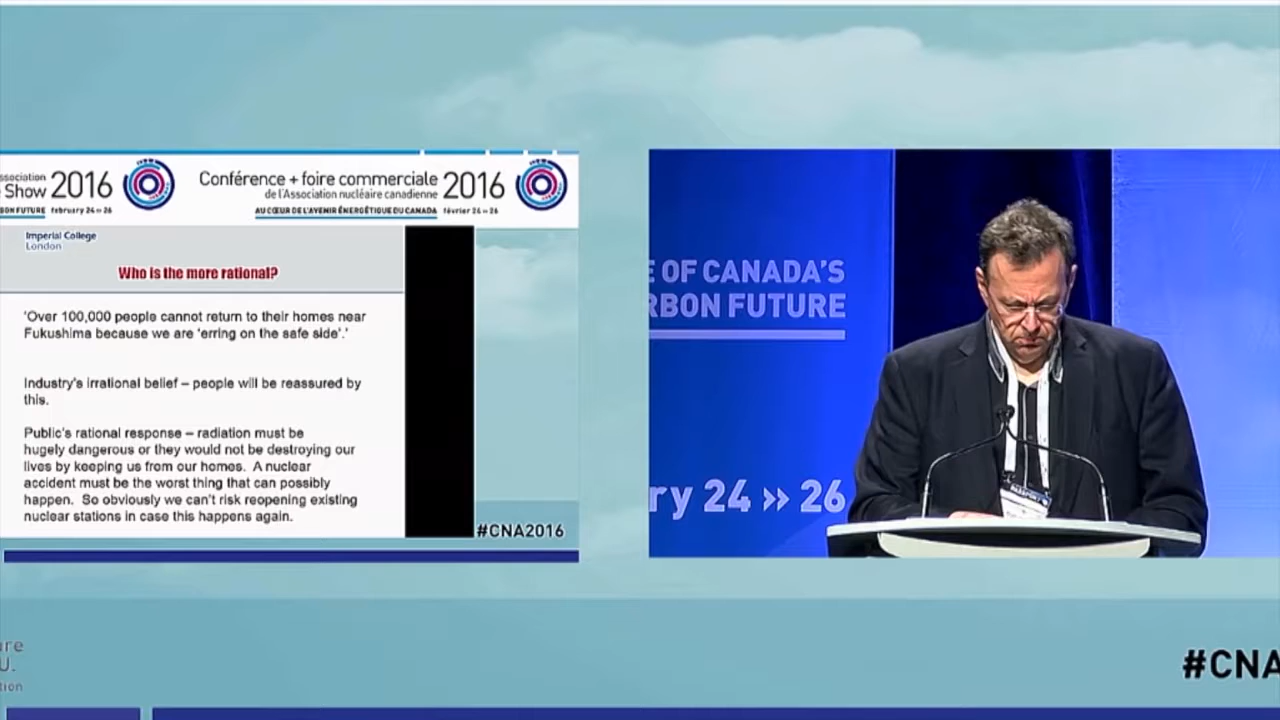 Association
Show 2016
BON FUTURE february 24 » 26
Conférence + foire commerciale
de l'Association nucléaire canadienne
2016
AU CŒUR DE L'AVENIR ÉNERGÉTIQUE DU CANADA février 24 » 26
Imperial College
London
Who is the more rational?
'Over 100,000 people cannot return to their homes near
Fukushima because we are 'erring on the safe side'.'
Industry's irrational belief – people will be reassured by
this.
Public's rational response – radiation must be
hugely dangerous or they would not be destroying our
lives by keeping us from our homes. A nuclear
accident must be the worst thing that can possibly
happen. So obviously we can't risk reopening existing
nuclear stations in case this happens again.
#CNA2016
E OF CANADA'S
RBON FUTURE
ry 24 » 26
ure
U.
tion
#CNA